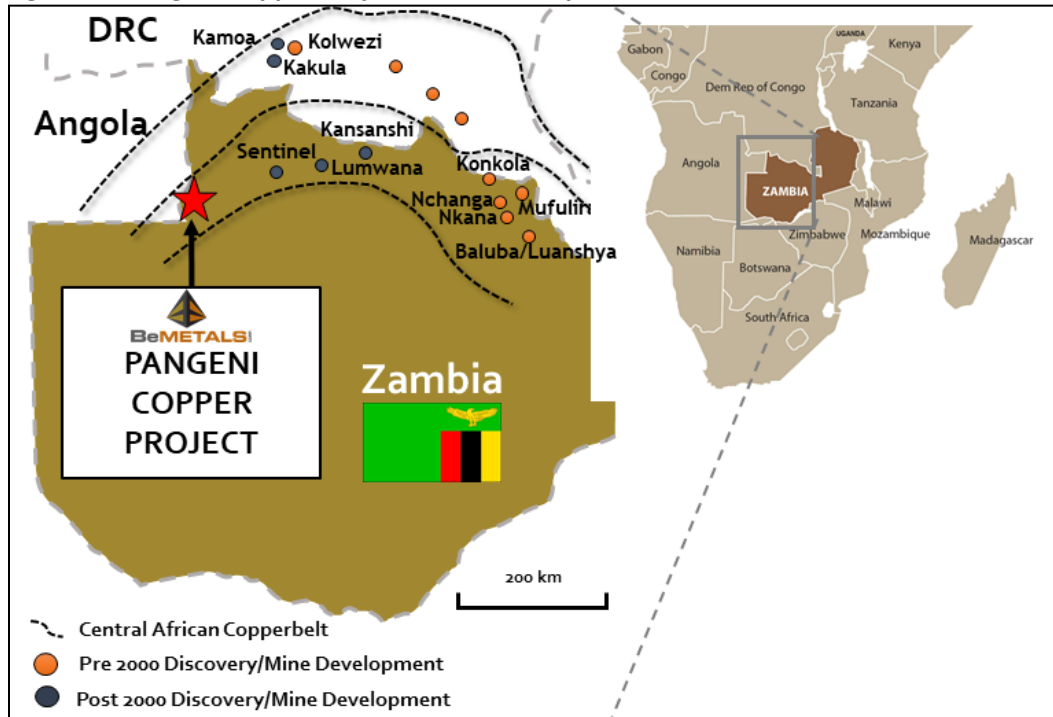 DRC
Kamoa
Kolwezi
Kakula
Angola
Kansanshi
Sentinel
Lumwana
Konkola
Nchanga
Mufulir
Nkana
Baluba/Luanshya
BeMETALS
PANGENI
COPPER
PROJECT
Zambia
200 km
Central African Copperbelt
Pre 2000 Discovery/Mine Development
Post 2000 Discovery/Mine Development
UGANDA
Gabon
Kenya
Congo
Dem Rep of Congo
Tanzania
Angola
ZAMBIA
Malawi
Zimbabwe
Mozambique
Namibia
Madagascar
Botswana
South Africa